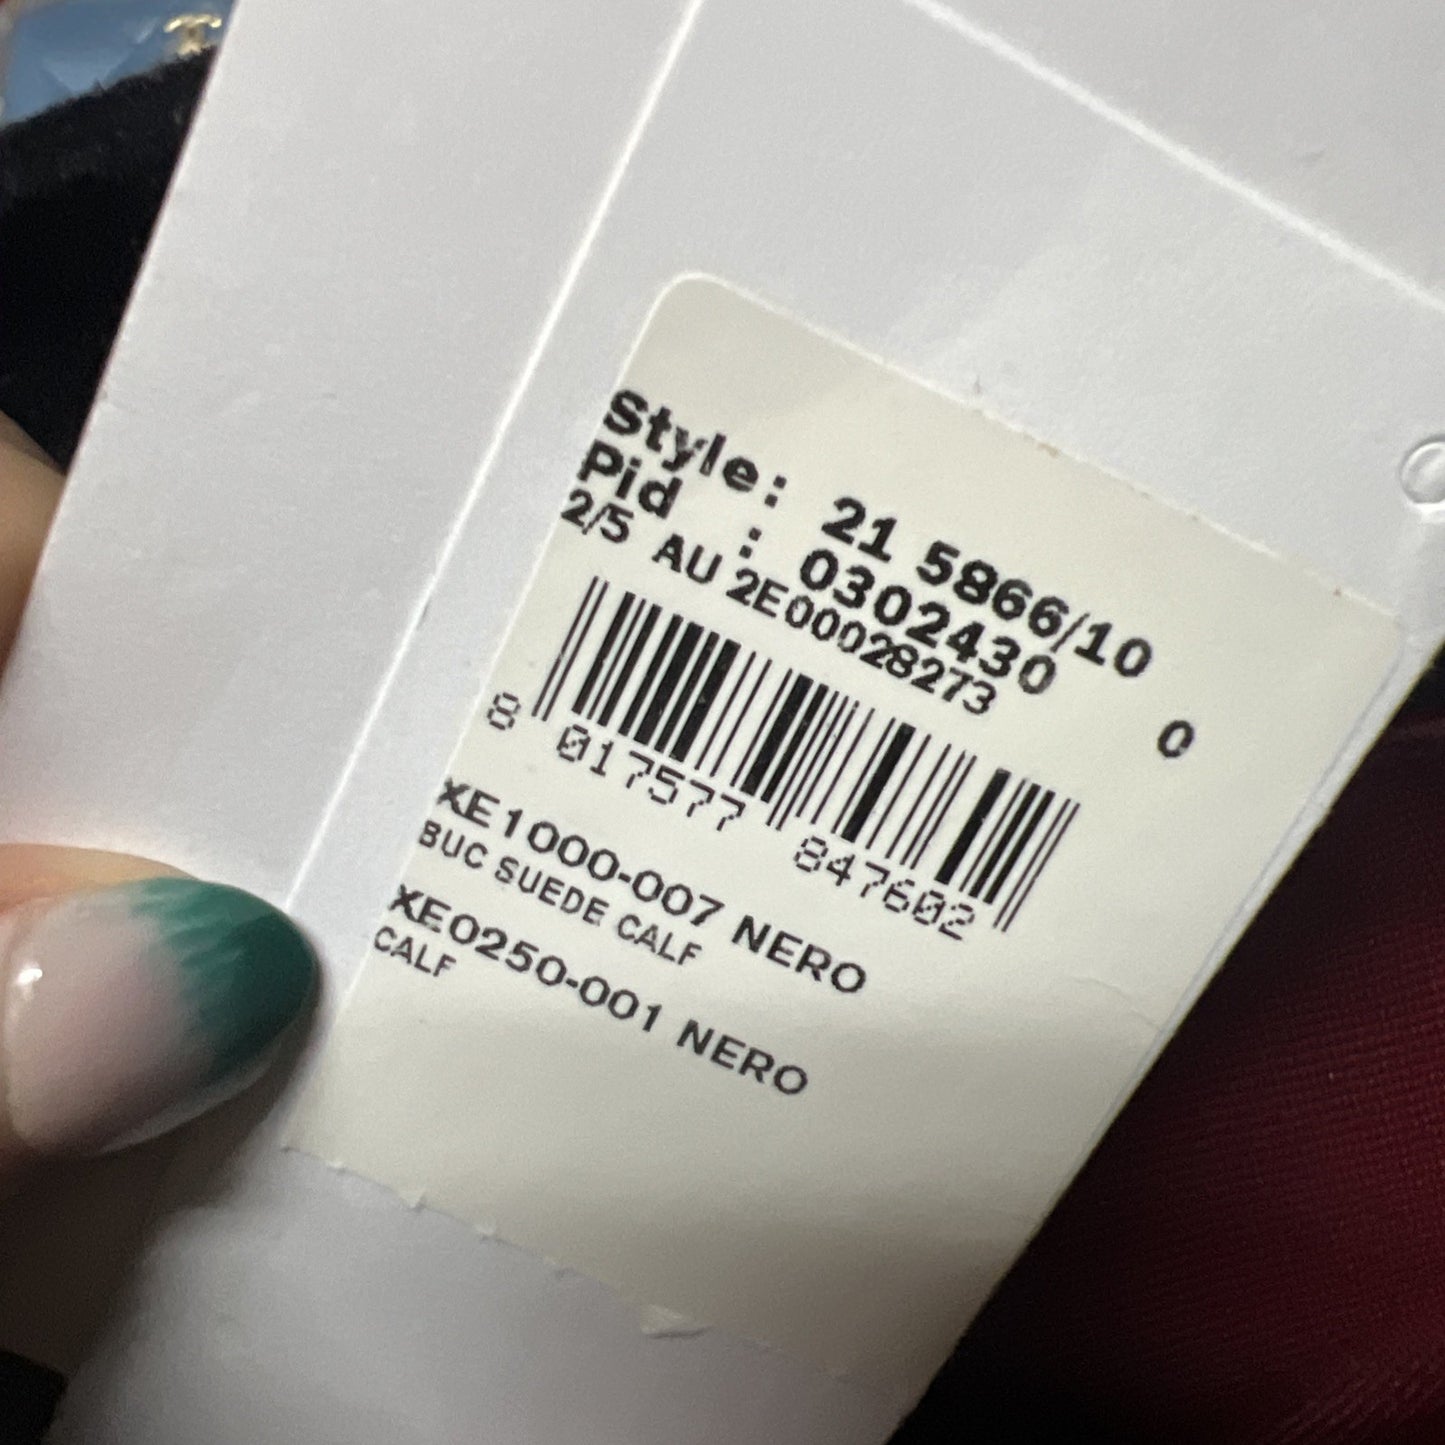 Style: 21 5866/10
Pid : 0302430 0
2/5 AU 2E00028273
8 017577 847602
XE1000-007 NERO
BUC SUEDE CALF
XE0250-001 NERO
CALF